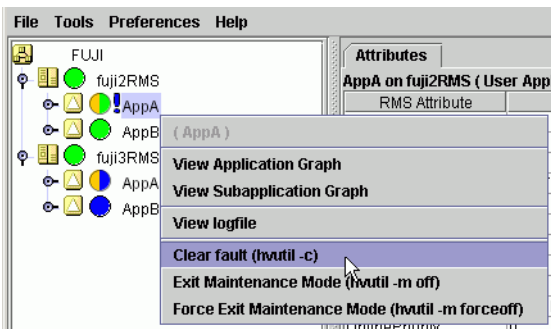 File Tools Preferences Help
FUJI
fuji2RMS
AppA
AppB
fuji3RMS
AppA
AppB
Attributes
AppA on fuji2RMS ( User App
RMS Attribute
( AppA )
View Application Graph
View Subapplication Graph
View logfile
Clear fault (hvutil -c)
Exit Maintenance Mode (hvutil -m off)
Force Exit Maintenance Mode (hvutil -m forceoff)